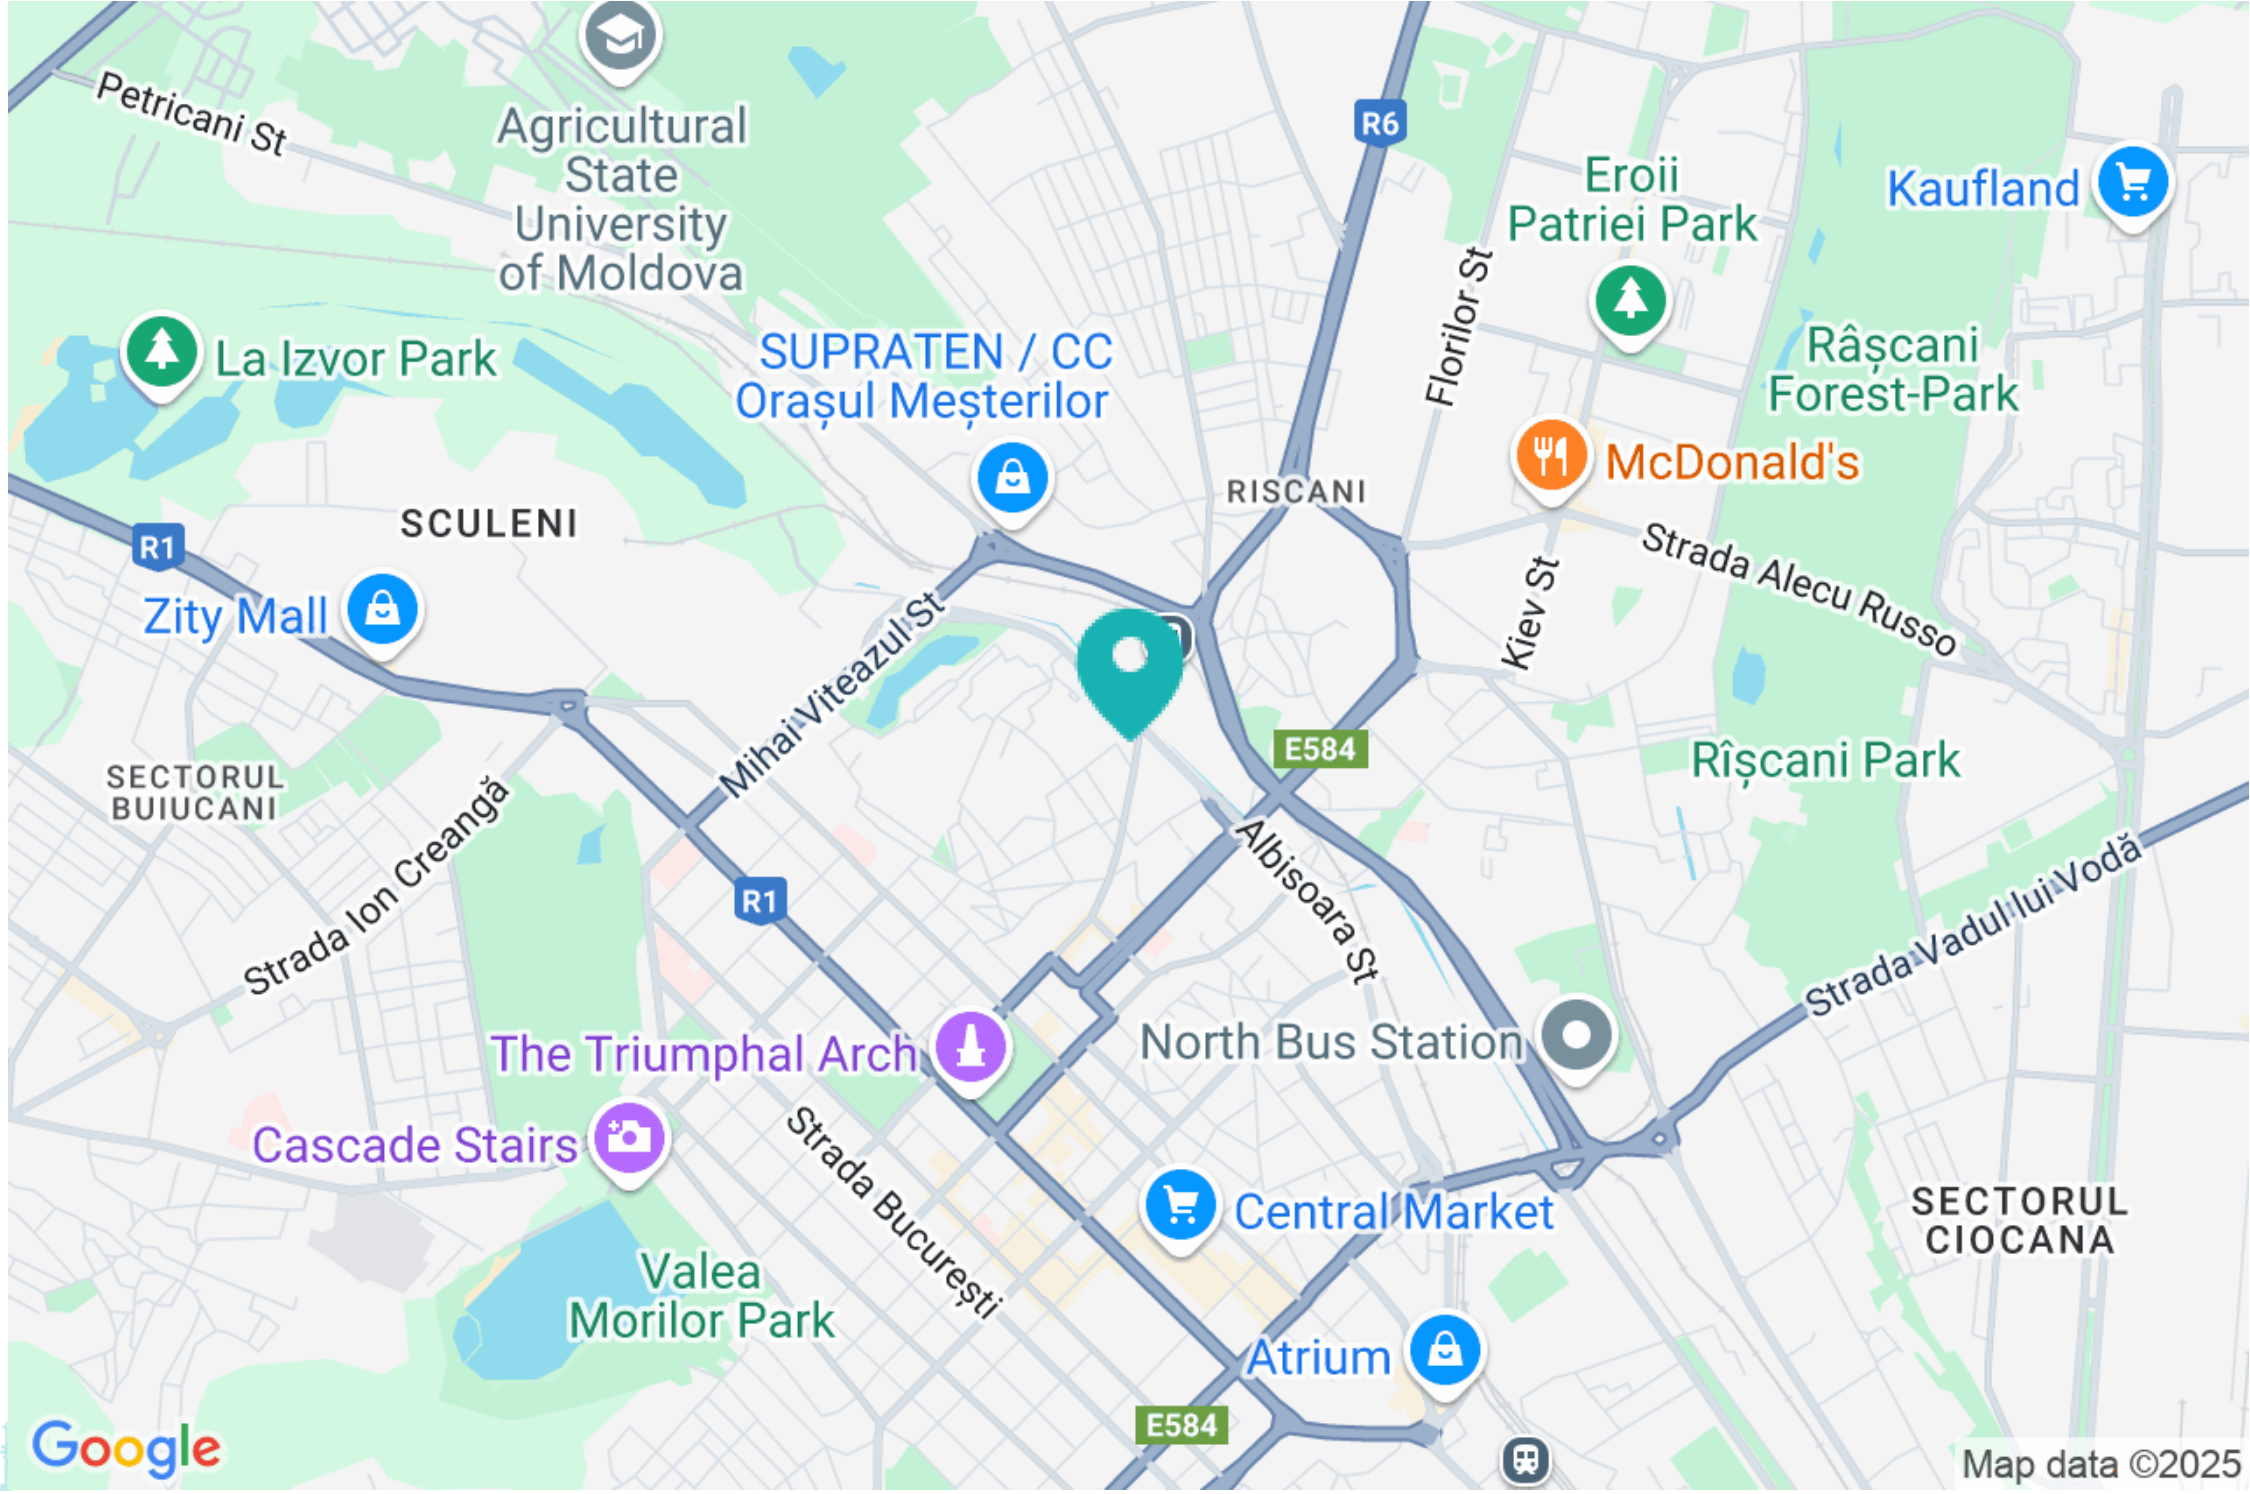 Petricani St
Agricultural
State
University
of Moldova
R6
Eroii
Patriei Park
Kaufland
Florilor St
La Izvor Park
SUPRATEN / CC
Orașul Meșterilor
Râșcani
Forest-Park
McDonald's
RISCANI
SCULENI
R1
Strada Alecu Russo
Zity Mall
Kiev St
Mihai Viteazul St
E584
Rîșcani Park
SECTORUL
BUIUCANI
Strada Ion Creangă
R1
Albisoara St
Strada Vadul lui Vodă
The Triumphal Arch
North Bus Station
Cascade Stairs
Strada București
Central Market
SECTORUL
CIOCANA
Valea
Morilor Park
Atrium
E584
Google
Map data ©2025